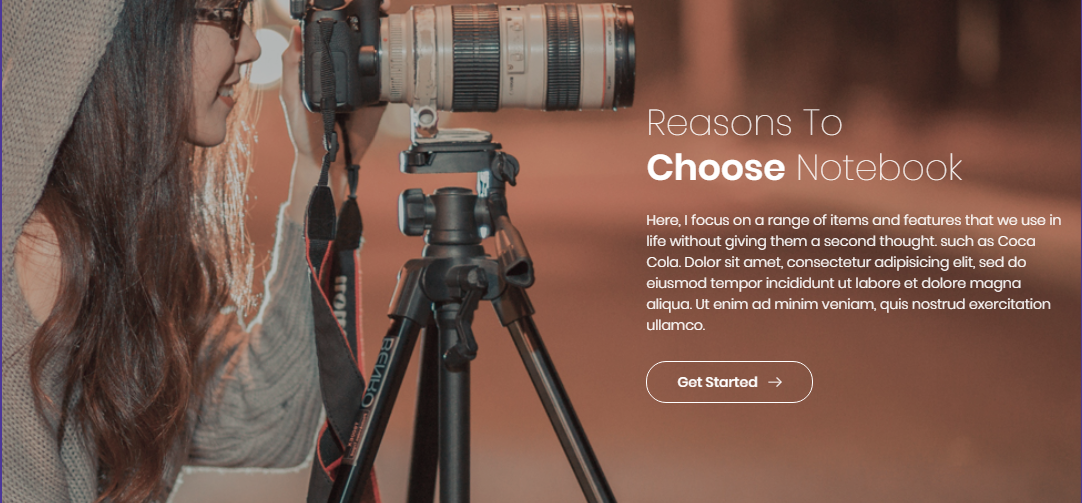 Reasons To
Choose Notebook
Here, I focus on a range of items and features that we use in
life without giving them a second thought. such as Coca
Cola. Dolor sit amet, consectetur adipisicing elit, sed do
eiusmod tempor incididunt ut labore et dolore magna
aliqua. Ut enim ad minim veniam, quis nostrud exercitation
ullamco.
Get Started →
BENRO